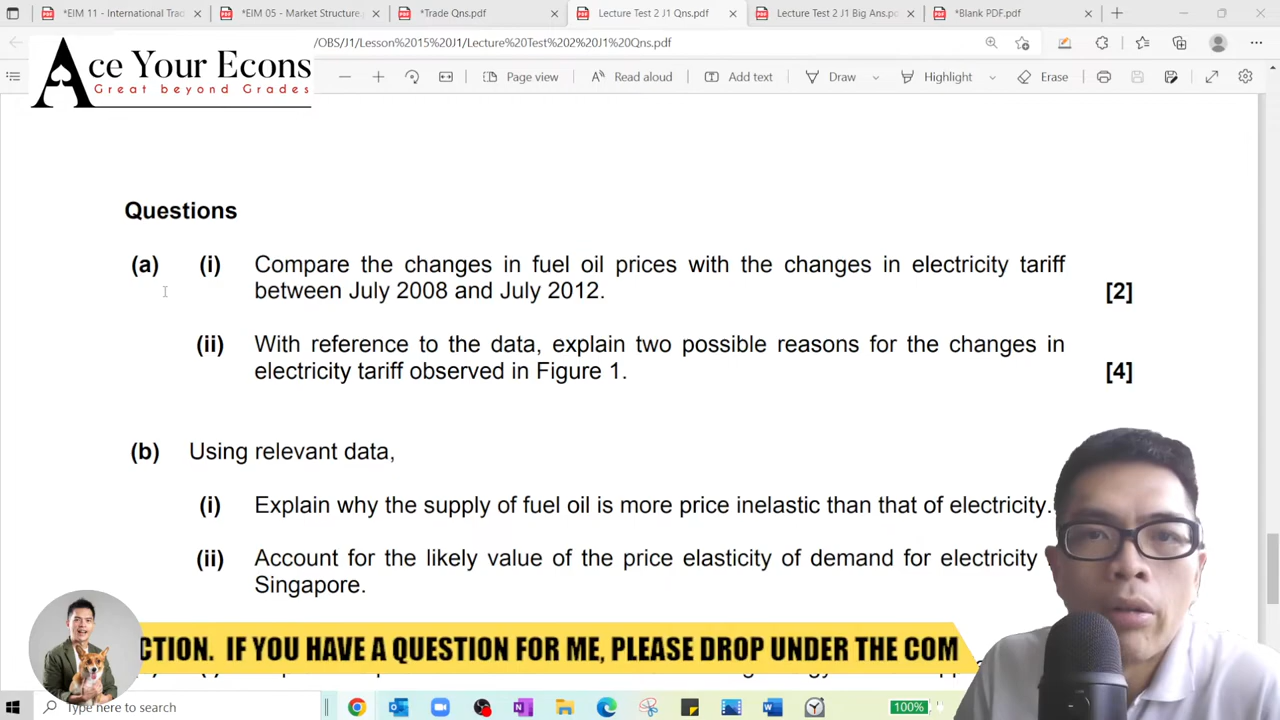 *EIM 11 - International Tra
*EIM 05 - Market Structure
*Trade Qns.pdf
Lecture Test 2 J1 Qns.pdf
Lecture Test 2 J1 Big Ans.pdf
*Blank PDF.pdf
/OBS/J1/Lesson%2015%20J1/Lecture%20Test%202%20J1%20Qns.pdf
Ace Your Econs
Great beyond Grades
Page view
Read aloud
Add text
Draw
Highlight
Erase
Questions
(a) (i) Compare the changes in fuel oil prices with the changes in electricity tariff
between July 2008 and July 2012. [2]
(ii) With reference to the data, explain two possible reasons for the changes in
electricity tariff observed in Figure 1. [4]
(b) Using relevant data,
(i) Explain why the supply of fuel oil is more price inelastic than that of electricity.
(ii) Account for the likely value of the price elasticity of demand for electricity
Singapore.
CTION. IF YOU HAVE A QUESTION FOR ME, PLEASE DROP UNDER THE COM
Type here to search
100%